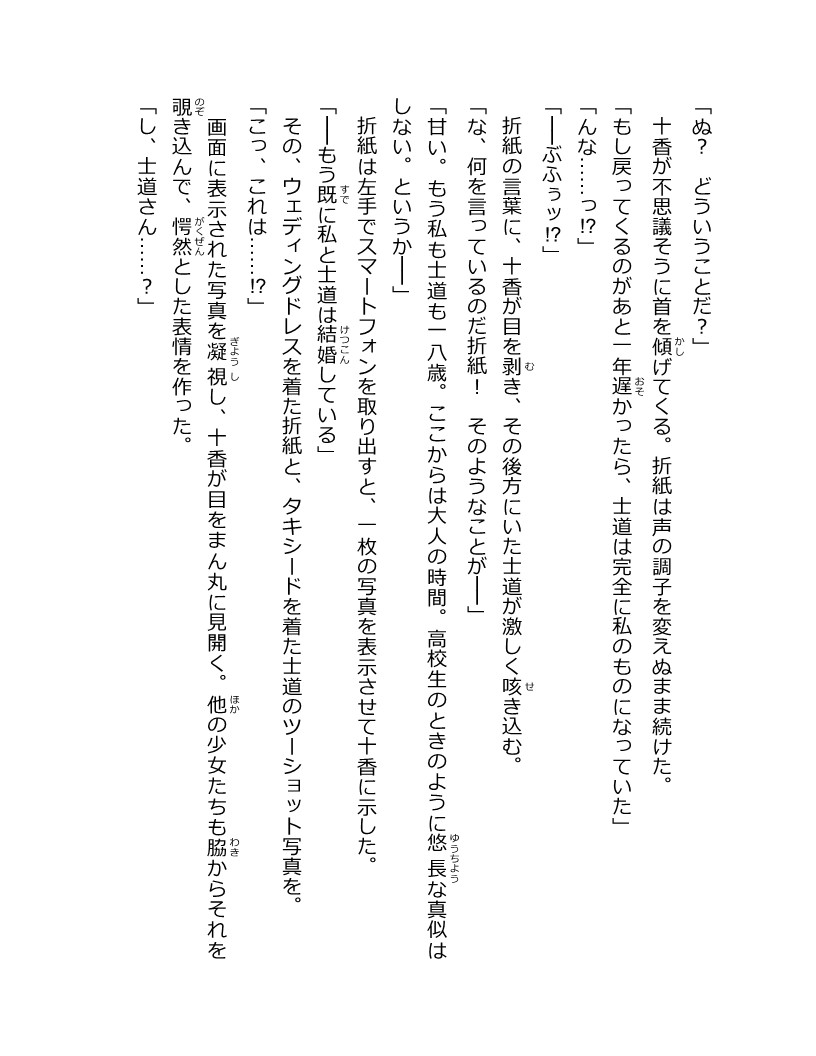 「ぬ？　どういうことだ？」
　十香が不思議そうに首を傾げてくる。折紙は声の調子を変えぬまま続けた。
「もし戻ってくるのがあと一年遅かったら、士道は完全に私のものになっていた」
「んな……っ⁉」
「──ぶふぅッ⁉」
　折紙の言葉に、十香が目を剥き、その後方にいた士道が激しく咳き込む。
「な、何を言っているのだ折紙！　そのようなことが──」
「甘い。もう私も士道も一八歳。ここからは大人の時間。高校生のときのように悠長な真似は
しない。というか──」
　折紙は左手でスマートフォンを取り出すと、一枚の写真を表示させて十香に示した。
「──もう既に私と士道は結婚している」
　その、ウェディングドレスを着た折紙と、タキシードを着た士道のツーショット写真を。
「こっ、これは……⁉」
　画面に表示された写真を凝視し、十香が目をまん丸に見開く。他の少女たちも脇からそれを
覗き込んで、愕然とした表情を作った。
「し、士道さん……？」